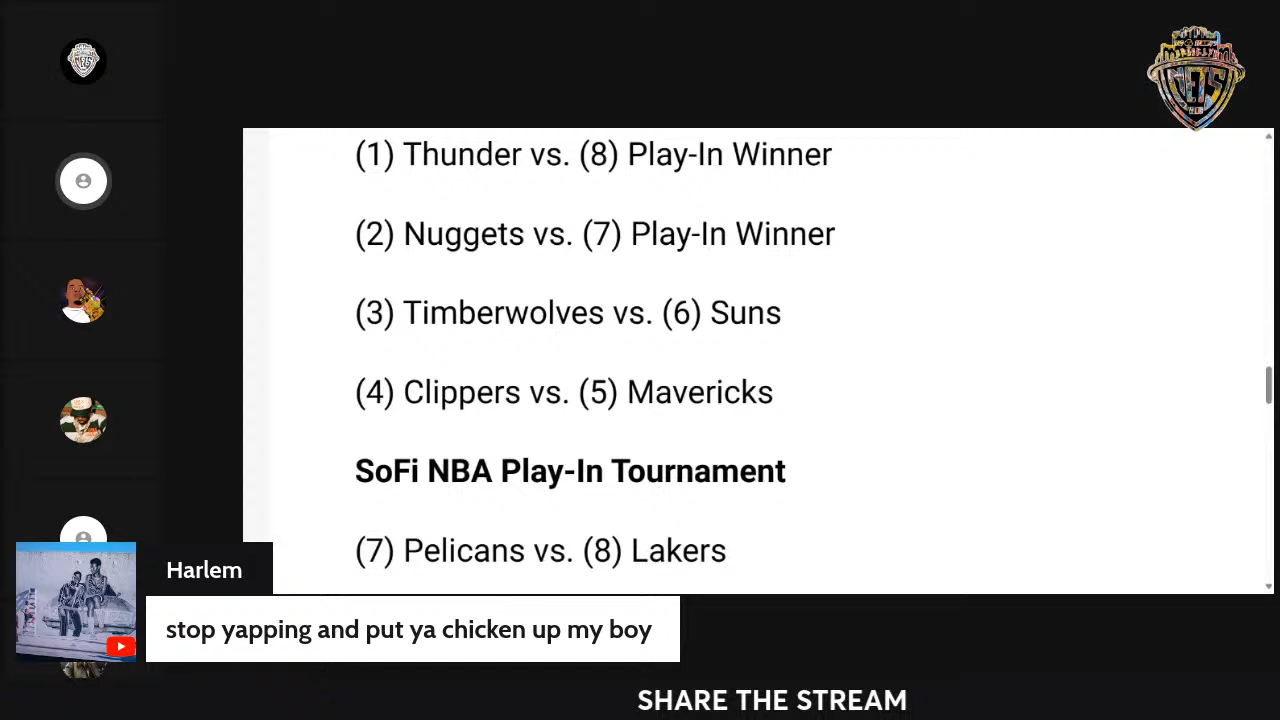 (1) Thunder vs. (8) Play-In Winner
(2) Nuggets vs. (7) Play-In Winner
(3) Timberwolves vs. (6) Suns
(4) Clippers vs. (5) Mavericks
SoFi NBA Play-In Tournament
(7) Pelicans vs. (8) Lakers
Harlem
stop yapping and put ya chicken up my boy
SHARE THE STREAM